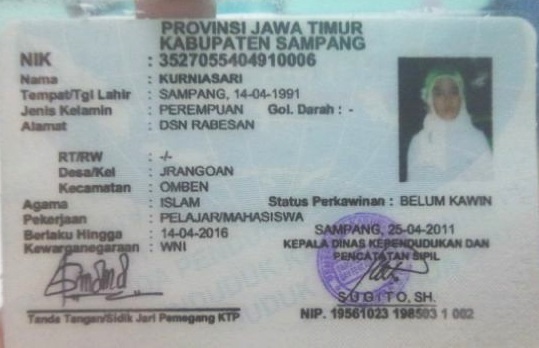 PROVINSI JAWA TIMUR
KABUPATEN SAMPANG
NIK : 3527055404910006
Nama : KURNIASARI
Tempat/Tgl Lahir : SAMPANG, 14-04-1991
Jenis Kelamin : PEREMPUAN Gol. Darah : -
Alamat : DSN RABESAN
RT/RW : -/-
Desa/Kel : JRANGOAN
Kecamatan : OMBEN
Agama : ISLAM Status Perkawinan : BELUM KAWIN
Pekerjaan : PELAJAR/MAHASISWA
Berlaku Hingga : 14-04-2016
Kewarganegaraan : WNI
SAMPANG, 25-04-2011
KEPALA DINAS KEPENDUDUKAN DAN
PENCATATAN SIPIL
SUGITO, SH.
NIP. 19561023 198503 1 002
Tanda Tangan/Sidik Jari Pemegang KTP